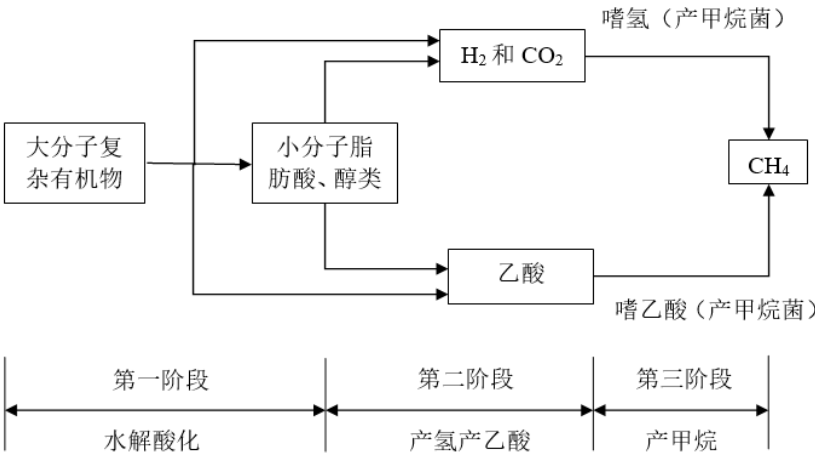 嗜氢（产甲烷菌）
H₂ 和 CO₂
大分子复
杂有机物
小分子脂
肪酸、醇类
CH₄
乙酸
嗜乙酸（产甲烷菌）
第一阶段
第二阶段
第三阶段
水解酸化
产氢产乙酸
产甲烷